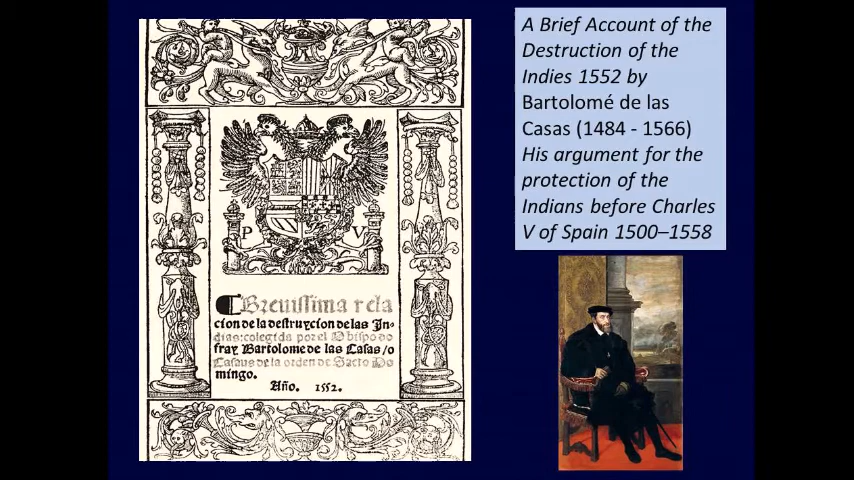 P V
Breuissima rela
cion de la destruycion de las In-
dias: colegida por el Obispo do
fray Bartolome de las Casas/o
Casaus de la orden de Sacto Do
mingo.
Año. 1552.
A Brief Account of the
Destruction of the
Indies 1552 by
Bartolomé de las
Casas (1484 - 1566)
His argument for the
protection of the
Indians before Charles
V of Spain 1500–1558